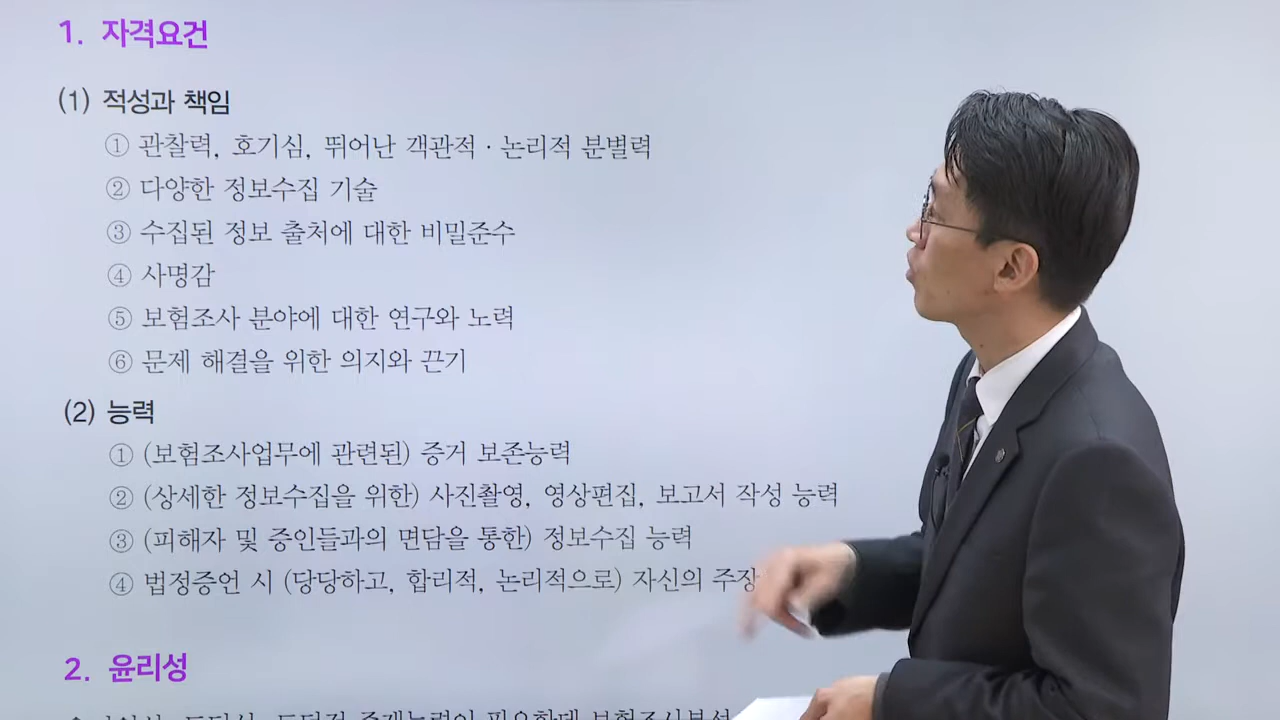 1. 자격요건
(1) 적성과 책임
① 관찰력, 호기심, 뛰어난 객관적 · 논리적 분별력
② 다양한 정보수집 기술
③ 수집된 정보 출처에 대한 비밀준수
④ 사명감
⑤ 보험조사 분야에 대한 연구와 노력
⑥ 문제 해결을 위한 의지와 끈기
(2) 능력
① (보험조사업무에 관련된) 증거 보존능력
② (상세한 정보수집을 위한) 사진촬영, 영상편집, 보고서 작성 능력
③ (피해자 및 증인들과의 면담을 통한) 정보수집 능력
④ 법정증언 시 (당당하고, 합리적, 논리적으로) 자신의 주장
2. 윤리성